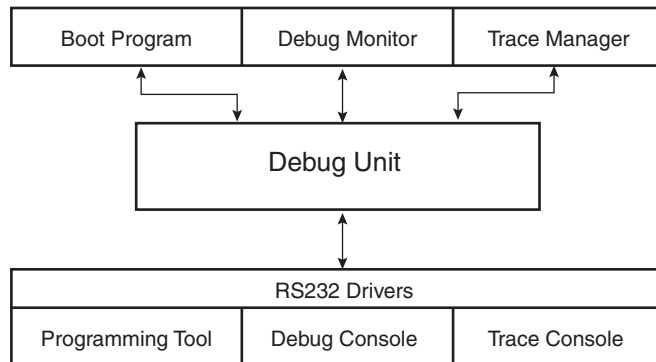 Boot Program
Debug Monitor
Trace Manager
Debug Unit
RS232 Drivers
Programming Tool
Debug Console
Trace Console